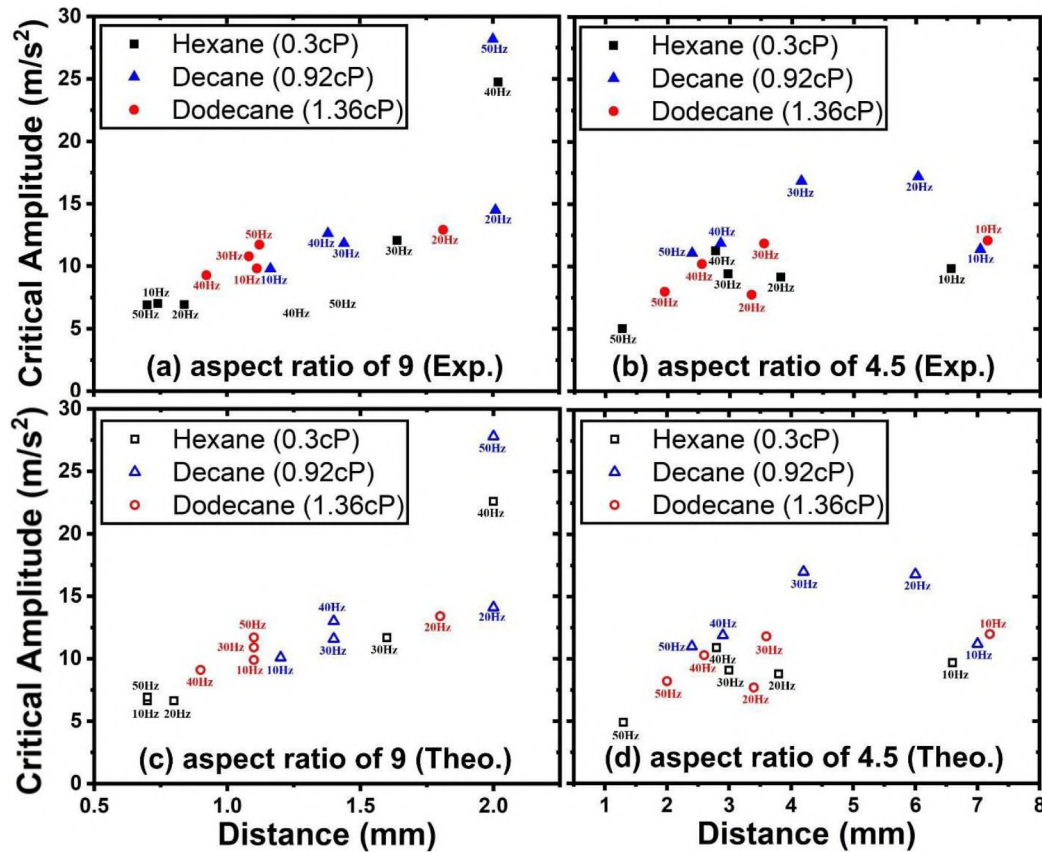 30
25
20
15
10
5
0
Critical Amplitude (m/s²)
Hexane (0.3cP)
Decane (0.92cP)
Dodecane (1.36cP)
50Hz
40Hz
20Hz
20Hz
30Hz
40Hz
30Hz
50Hz
30Hz
10Hz
10Hz
40Hz
10Hz
50Hz
20Hz
40Hz
50Hz
(a) aspect ratio of 9 (Exp.)
Hexane (0.3cP)
Decane (0.92cP)
Dodecane (1.36cP)
30Hz
20Hz
10Hz
10Hz
40Hz
50Hz
40Hz
30Hz
40Hz
30Hz
20Hz
10Hz
50Hz
20Hz
50Hz
(b) aspect ratio of 4.5 (Exp.)
30
25
20
15
10
5
0
Critical Amplitude (m/s²)
Hexane (0.3cP)
Decane (0.92cP)
Dodecane (1.36cP)
50Hz
40Hz
20Hz
20Hz
40Hz
30Hz
30Hz
50Hz
30Hz
10Hz
10Hz
40Hz
50Hz
10Hz
20Hz
(c) aspect ratio of 9 (Theo.)
0.5
1.0
1.5
2.0
Distance (mm)
Hexane (0.3cP)
Decane (0.92cP)
Dodecane (1.36cP)
30Hz
20Hz
10Hz
10Hz
40Hz
50Hz
40Hz
30Hz
40Hz
30Hz
20Hz
10Hz
50Hz
20Hz
50Hz
(d) aspect ratio of 4.5 (Theo.)
1
2
3
4
5
6
7
8
Distance (mm)